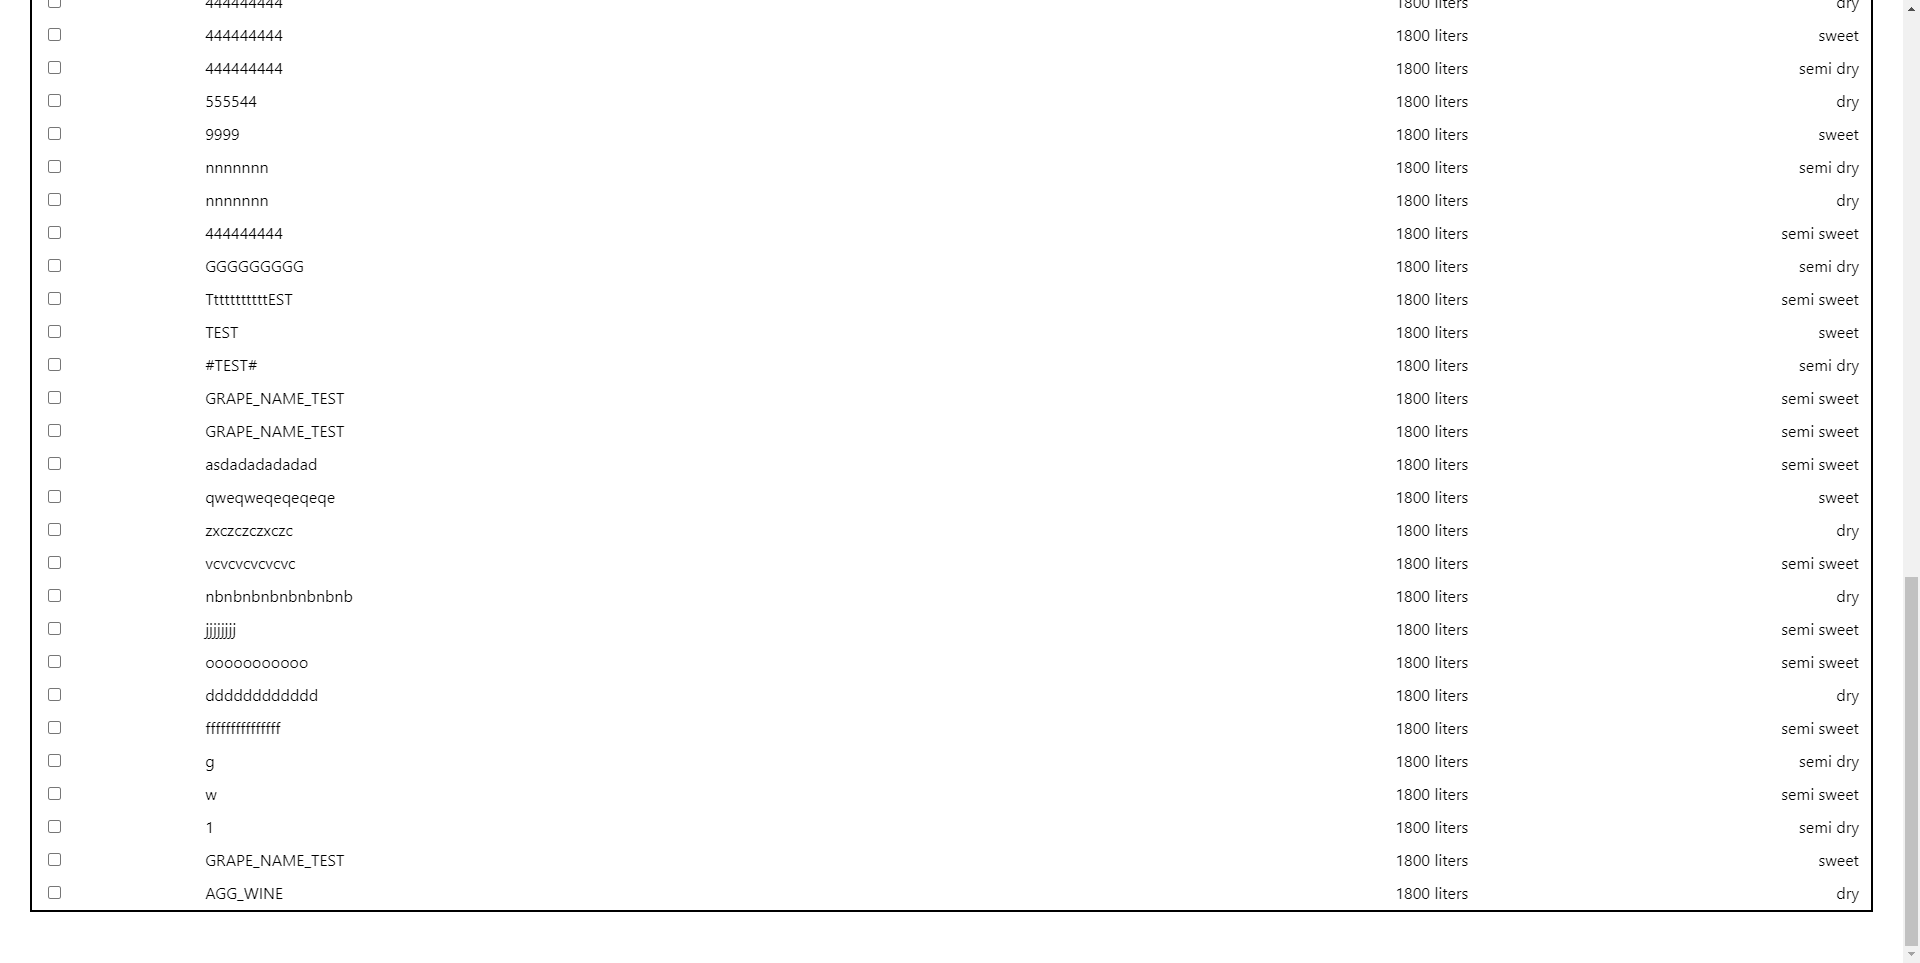 444444444 1800 liters dry
444444444 1800 liters sweet
444444444 1800 liters semi dry
555544 1800 liters dry
9999 1800 liters sweet
nnnnnnn 1800 liters semi dry
nnnnnnn 1800 liters dry
444444444 1800 liters semi sweet
GGGGGGGGG 1800 liters semi dry
TttttttttttEST 1800 liters semi sweet
TEST 1800 liters sweet
#TEST# 1800 liters semi dry
GRAPE_NAME_TEST 1800 liters semi sweet
GRAPE_NAME_TEST 1800 liters semi sweet
asdadadadadad 1800 liters semi sweet
qweqweqeqeqeqe 1800 liters sweet
zxczczczxczc 1800 liters dry
vcvcvcvcvcvc 1800 liters semi sweet
nbnbnbnbnbnbnbnb 1800 liters dry
jjjjjjjjj 1800 liters semi sweet
ooooooooooo 1800 liters semi sweet
dddddddddddd 1800 liters dry
fffffffffffffff 1800 liters semi sweet
g 1800 liters semi dry
w 1800 liters semi sweet
1 1800 liters semi dry
GRAPE_NAME_TEST 1800 liters sweet
AGG_WINE 1800 liters dry